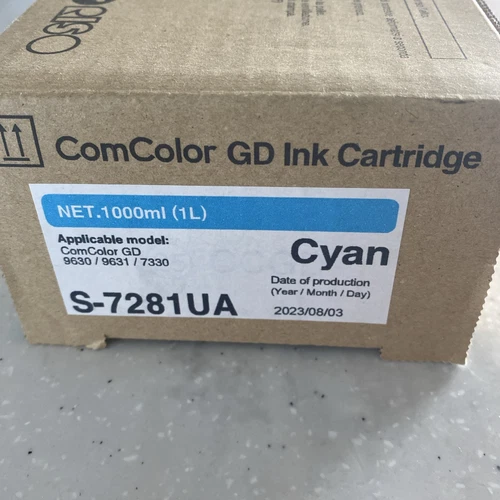 RISO
ComColor GD Ink Cartridge
NET.1000ml (1L)
Applicable model:
ComColor GD
9630 / 9631 / 7330
Cyan
S-7281UA
Date of production
(Year / Month / Day)
2023/08/03